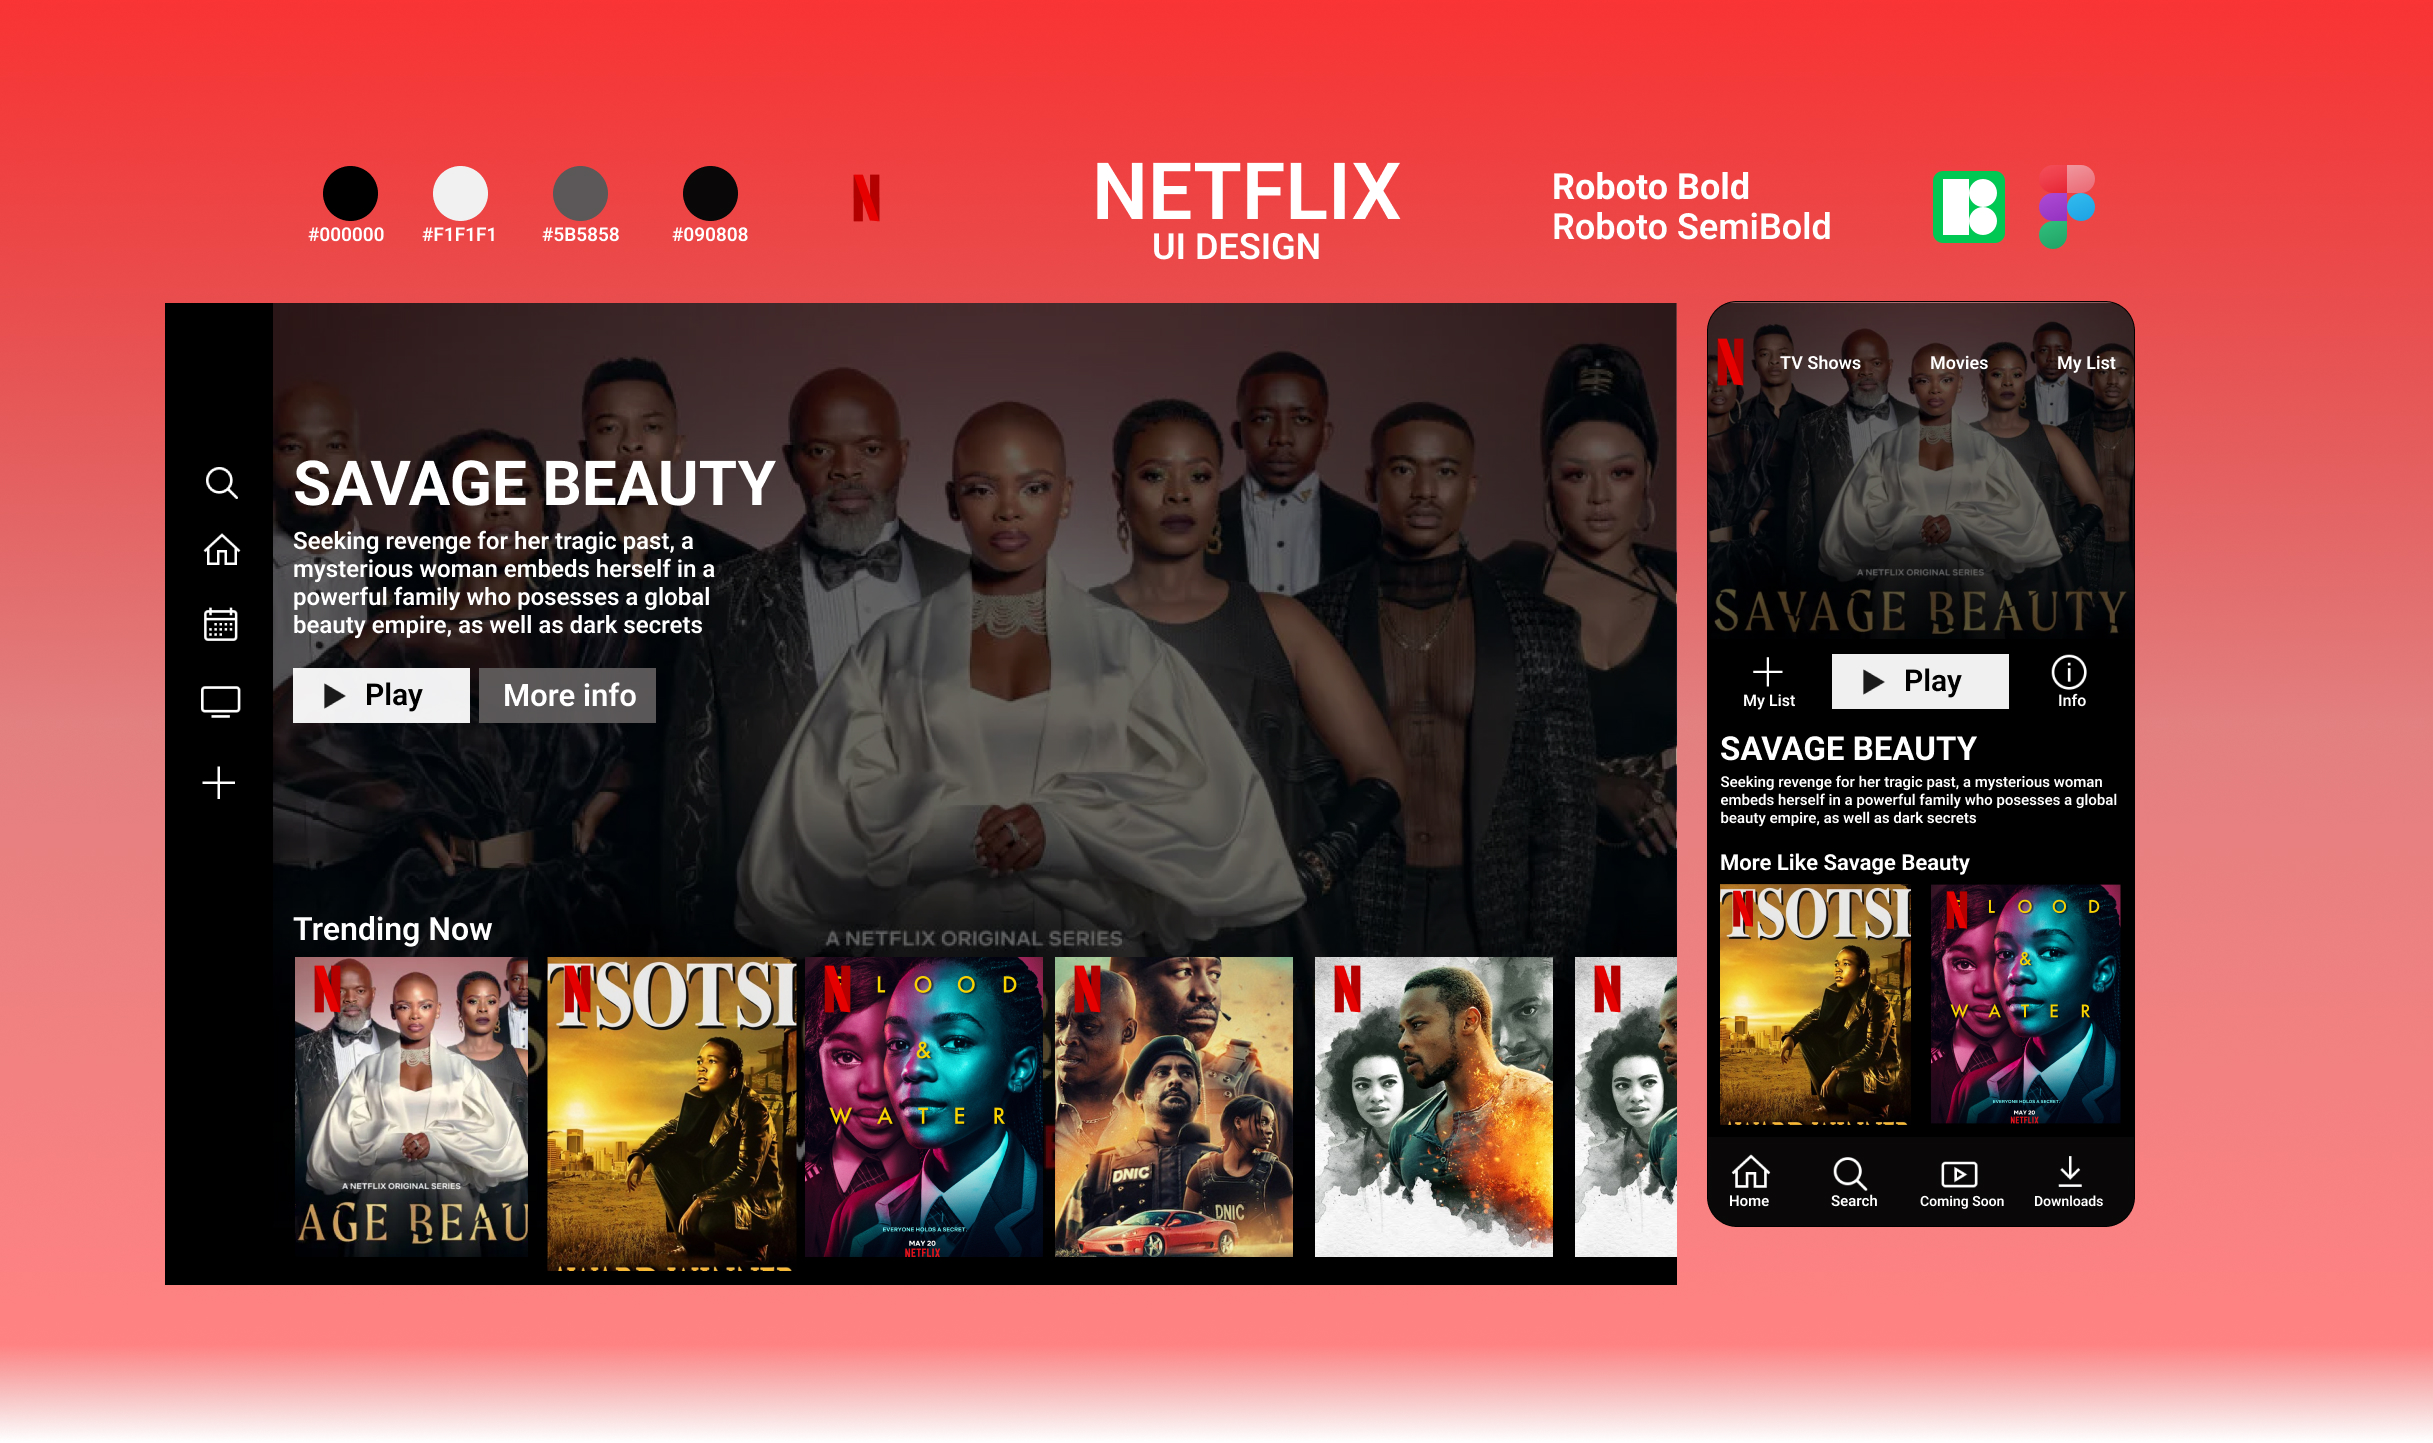 NETFLIX
UI DESIGN
#000000
#F1F1F1
#5B5858
#090808
N
Roboto Bold
Roboto SemiBold
SAVAGE BEAUTY
Seeking revenge for her tragic past, a
mysterious woman embeds herself in a
powerful family who posesses a global
beauty empire, as well as dark secrets
Play
More info
A NETFLIX ORIGINAL SERIES
Trending Now
N
A NETFLIX ORIGINAL SERIES
AGE BEAU
N
TSOTSI
N
LOOD
&
WATER
EVERYONE HOLDS A SECRET.
MAY 20
NETFLIX
N
DNIC
DNIC
N
N
N
TV Shows
Movies
My List
A NETFLIX ORIGINAL SERIES
SAVAGE BEAUTY
My List
Play
Info
SAVAGE BEAUTY
Seeking revenge for her tragic past, a mysterious woman
embeds herself in a powerful family who posesses a global
beauty empire, as well as dark secrets
More Like Savage Beauty
N
TSOTSI
N
LOOD
&
WATER
EVERYONE HOLDS A SECRET.
MAY 20
NETFLIX
Home
Search
Coming Soon
Downloads